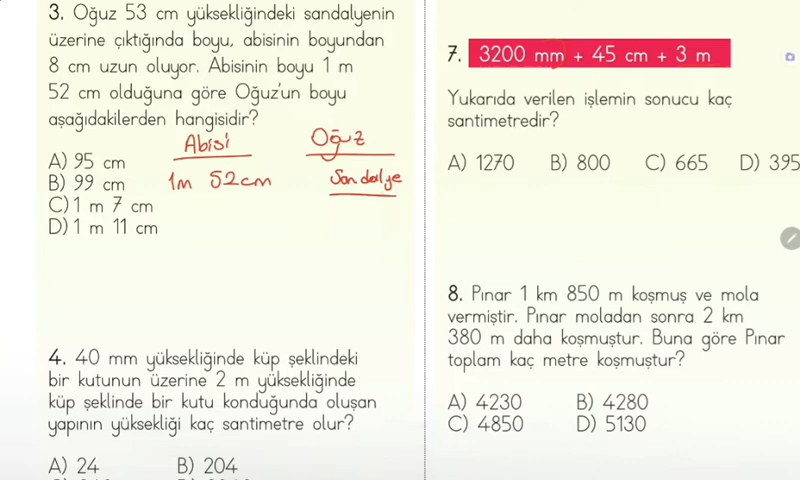 3. Oğuz 53 cm yüksekliğindeki sandalyenin
üzerine çıktığında boyu, abisinin boyundan
8 cm uzun oluyor. Abisinin boyu 1 m
52 cm olduğuna göre Oğuz'un boyu
aşağıdakilerden hangisidir?
Abisi
Oğuz
A) 95 cm
B) 99 cm
1m 52cm
Sandalye
C) 1 m 7 cm
D) 1 m 11 cm
4. 40 mm yüksekliğinde küp şeklindeki
bir kutunun üzerine 2 m yüksekliğinde
küp şeklinde bir kutu konduğunda oluşan
yapının yüksekliği kaç santimetre olur?
A) 24 B) 204
7. 3200 mm + 45 cm + 3 m
Yukarıda verilen işlemin sonucu kaç
santimetredir?
A) 1270 B) 800 C) 665 D) 395
8. Pınar 1 km 850 m koşmuş ve mola
vermiştir. Pınar moladan sonra 2 km
380 m daha koşmuştur. Buna göre Pınar
toplam kaç metre koşmuştur?
A) 4230 B) 4280
C) 4850 D) 5130